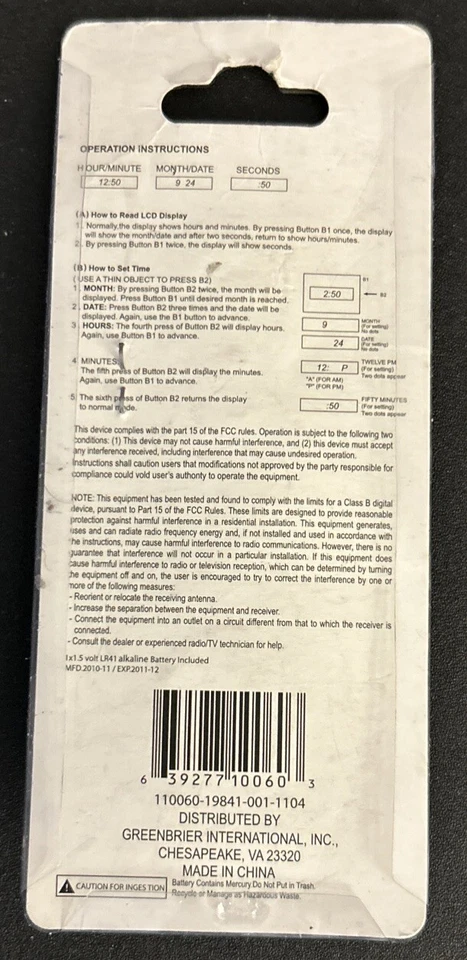 OPERATION INSTRUCTIONS
HOUR/MINUTE MONTH/DATE SECONDS
12:50 9 24 :50
(A) How to Read LCD Display
1. Normally,the display shows hours and minutes. By pressing Button B1 once, the display
will show the month/date and after two seconds, return to show hours/minutes.
2. By pressing Button B1 twice, the display will show seconds.
(B) How to Set Time
(USE A THIN OBJECT TO PRESS B2)
1. MONTH: By pressing Button B2 twice, the month will be
displayed. Press Button B1 until desired month is reached.
2. DATE: Press Button B2 three times and the date will be
displayed. Again, use the B1 button to advance.
3. HOURS: The fourth press of Button B2 will display hours.
Again, use Button B1 to advance.
4. MINUTES:
The fifth press of Button B2 will display the minutes.
Again, use Button B1 to advance.
5. The sixth press of Button B2 returns the display
to normal mode.
B1
2:50
B2
9
MONTH
(For setting)
No dots
24
DATE
(For setting)
No dots
12: P
TWELVE PM
(For setting)
Two dots appear
"A" (FOR AM)
"P" (FOR PM)
:50
FIFTY MINUTES
(For setting)
Two dots appear
This device complies with the part 15 of the FCC rules. Operation is subject to the following two
conditions: (1) This device may not cause harmful interference, and (2) this device must accept
any interference received, including interference that may cause undesired operation.
Instructions shall caution users that modifications not approved by the party responsible for
compliance could void user's authonty to operate the equipment.
NOTE: This equipment has been tested and found to comply with the limits for a Class B digital
device, pursuant to Part 15 of the FCC Rules. These limits are designed to provide reasonable
protection against harmful interference in a residential installation. This equipment generates,
uses and can radiate radio frequency energy and, if not installed and used in accordance with
the instructions, may cause harmful interference to radio communications. However, there is no
guarantee that interference will not occur in a particular installation. If this equipment does
cause harmful interference to radio or television reception, which can be determined by turning
the equipment off and on, the user is encouraged to try to correct the interference by one or
more of the following measures:
- Reorient or relocate the receiving antenna.
- Increase the separation between the equipment and receiver.
- Connect the equipment into an outlet on a circuit different from that to which the receiver is
connected.
- Consult the dealer or experienced radio/TV technician for help.
1x1.5 volt LR41 alkaline Battery Included
MFD.2010-11 / EXP.2011-12
6 39277 10060 3
110060-19841-001-1104
DISTRIBUTED BY
GREENBRIER INTERNATIONAL, INC.,
CHESAPEAKE, VA 23320
MADE IN CHINA
CAUTION FOR INGESTION
Battery Contains Mercury.Do Not Put in Trash.
Recycle or Manage as Hazardous Waste.